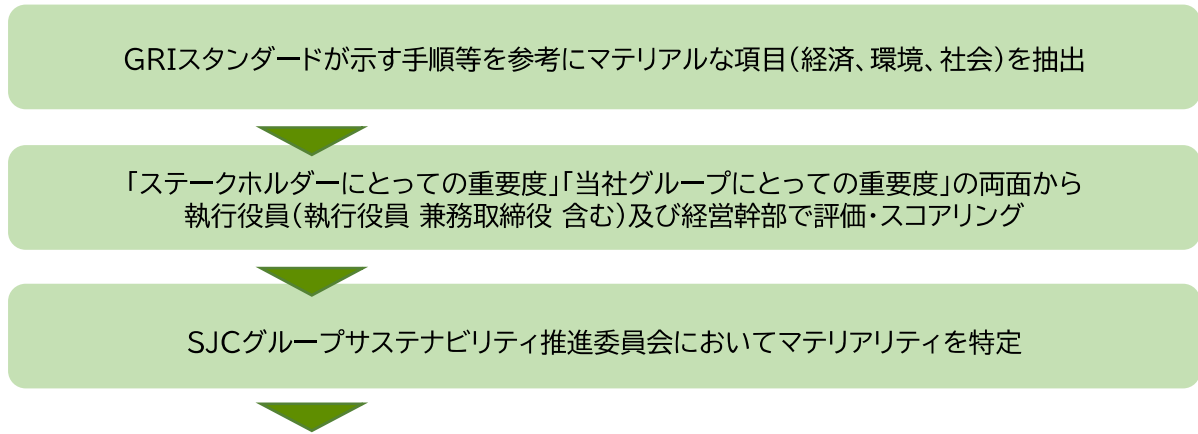 GRIスタンダードが示す手順等を参考にマテリアルな項目(経済、環境、社会)を抽出
「ステークホルダーにとっての重要度」「当社グループにとっての重要度」の両面から
執行役員(執行役員 兼務取締役 含む)及び経営幹部で評価・スコアリング
SJCグループサステナビリティ推進委員会においてマテリアリティを特定